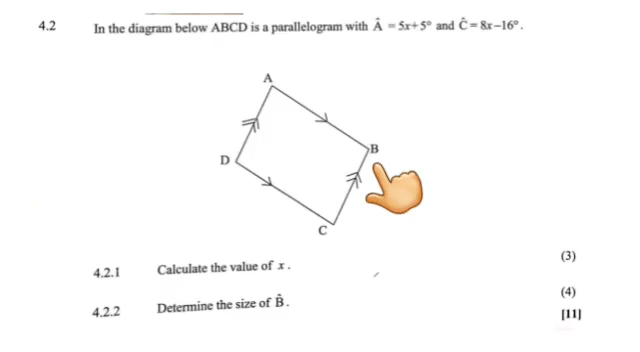 4.2 In the diagram below ABCD is a parallelogram with Â = 5x+5° and Ĉ = 8x−16°.
A
B
D
C
(3)
4.2.1 Calculate the value of x .
(4)
4.2.2 Determine the size of B̂ .
[11]